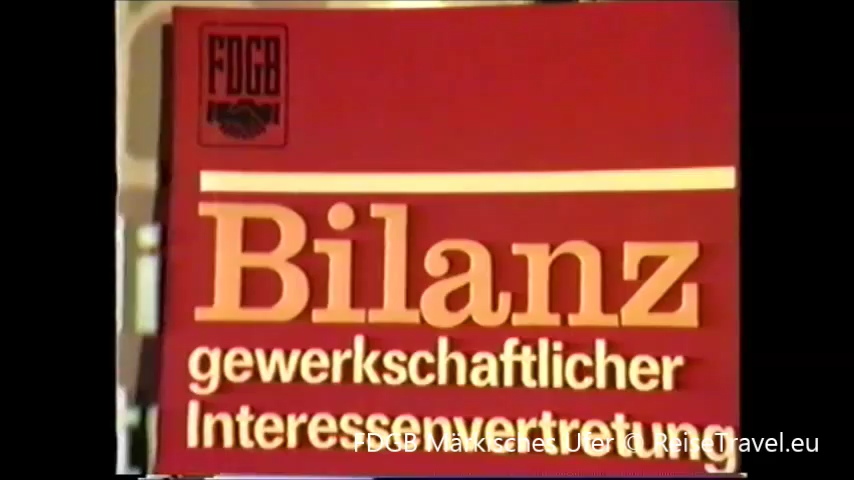 FDGB
Bilanz
gewerkschaftlicher
Interessenvertretung
FDGB Märkisches Ufer © ReiseTravel.eu